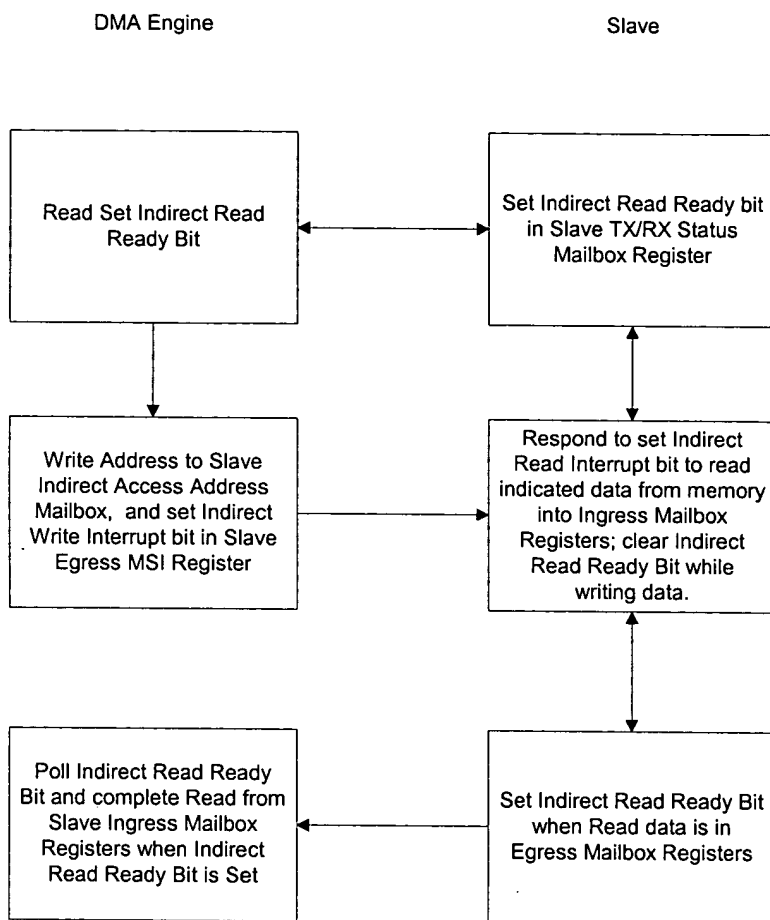 DMA Engine
Slave
Read Set Indirect Read
Ready Bit
Set Indirect Read Ready bit
in Slave TX/RX Status
Mailbox Register
Write Address to Slave
Indirect Access Address
Mailbox, and set Indirect
Write Interrupt bit in Slave
Egress MSI Register
Respond to set Indirect
Read Interrupt bit to read
indicated data from memory
into Ingress Mailbox
Registers; clear Indirect
Read Ready Bit while
writing data.
Poll Indirect Read Ready
Bit and complete Read from
Slave Ingress Mailbox
Registers when Indirect
Read Ready Bit is Set
Set Indirect Read Ready Bit
when Read data is in
Egress Mailbox Registers